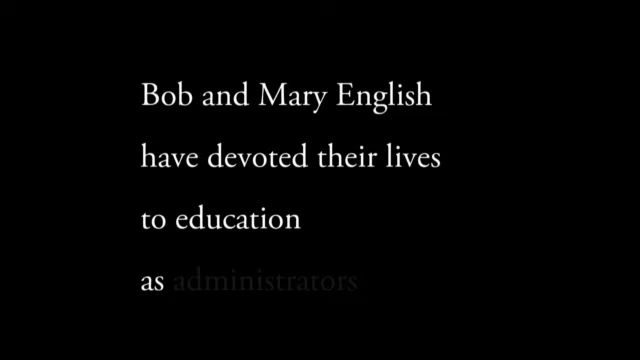 Bob and Mary English
have devoted their lives
to education
as administrators